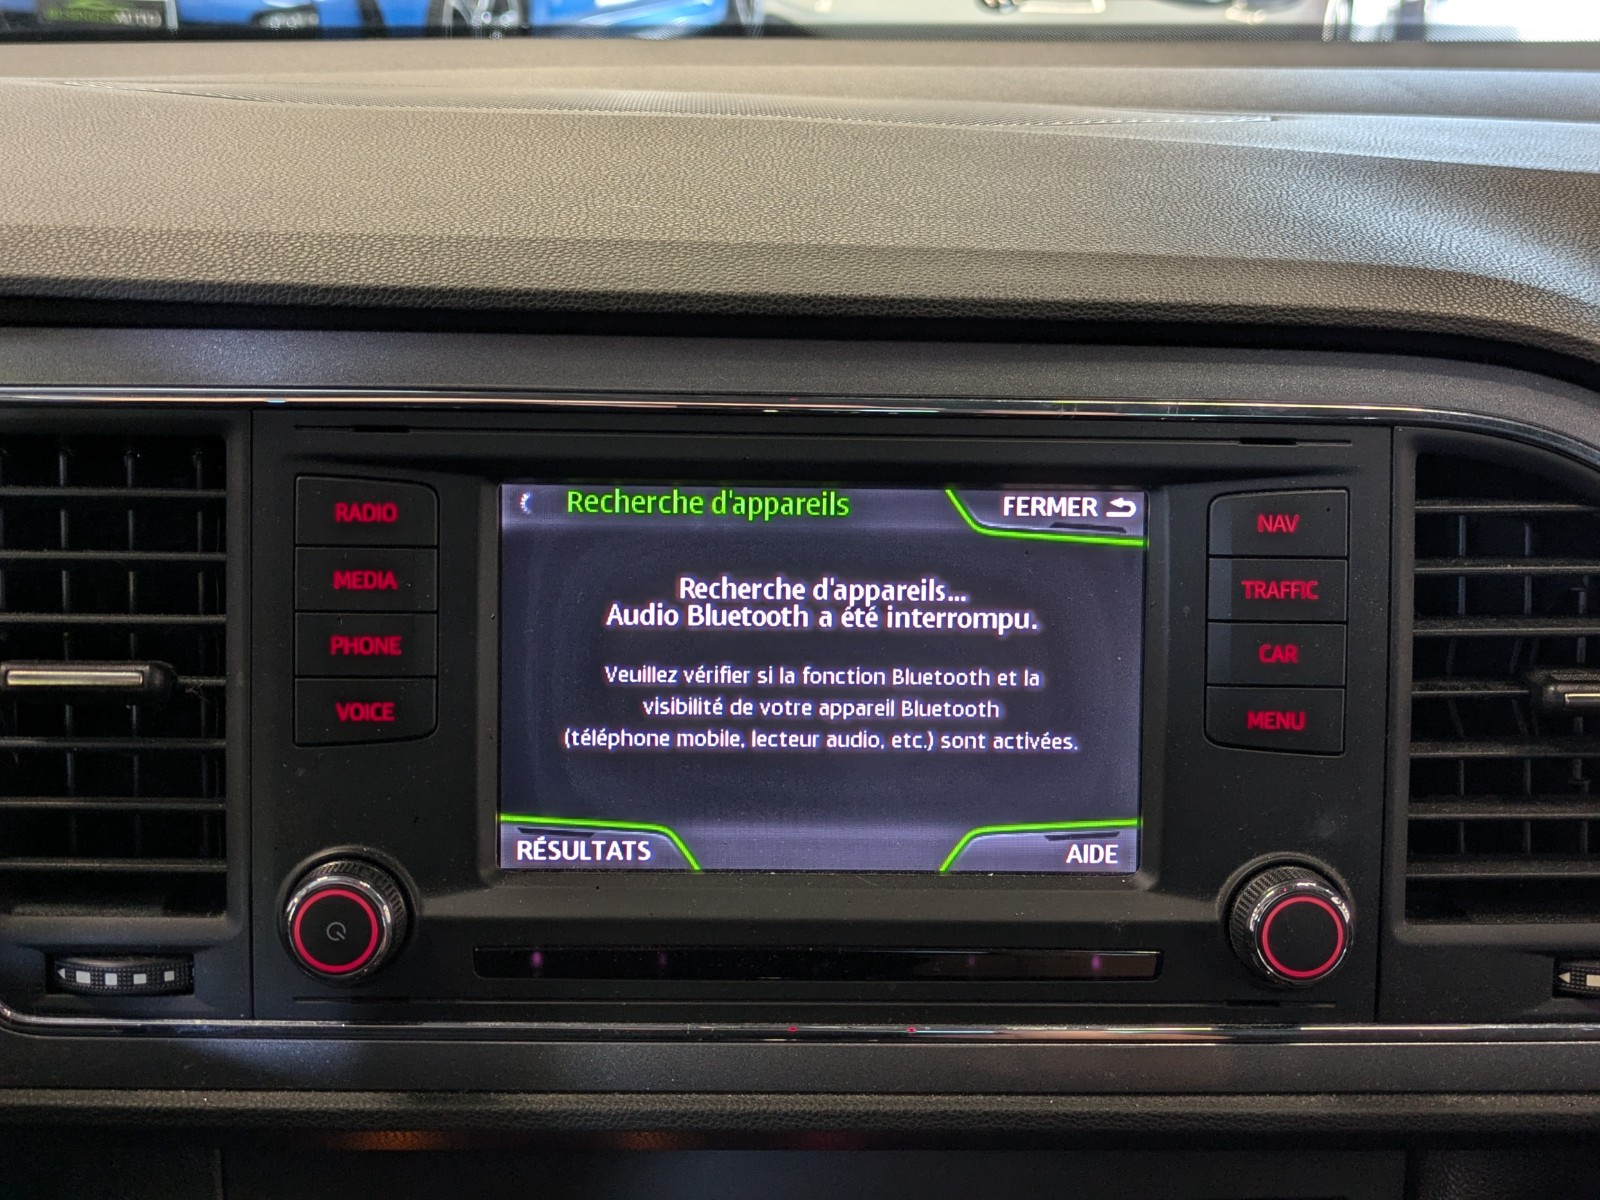 RADIO
MEDIA
PHONE
VOICE
Recherche d'appareils
FERMER
Recherche d'appareils...
Audio Bluetooth a été interrompu.
Veuillez vérifier si la fonction Bluetooth et la
visibilité de votre appareil Bluetooth
(téléphone mobile, lecteur audio, etc.) sont activées.
RÉSULTATS
AIDE
NAV
TRAFFIC
CAR
MENU